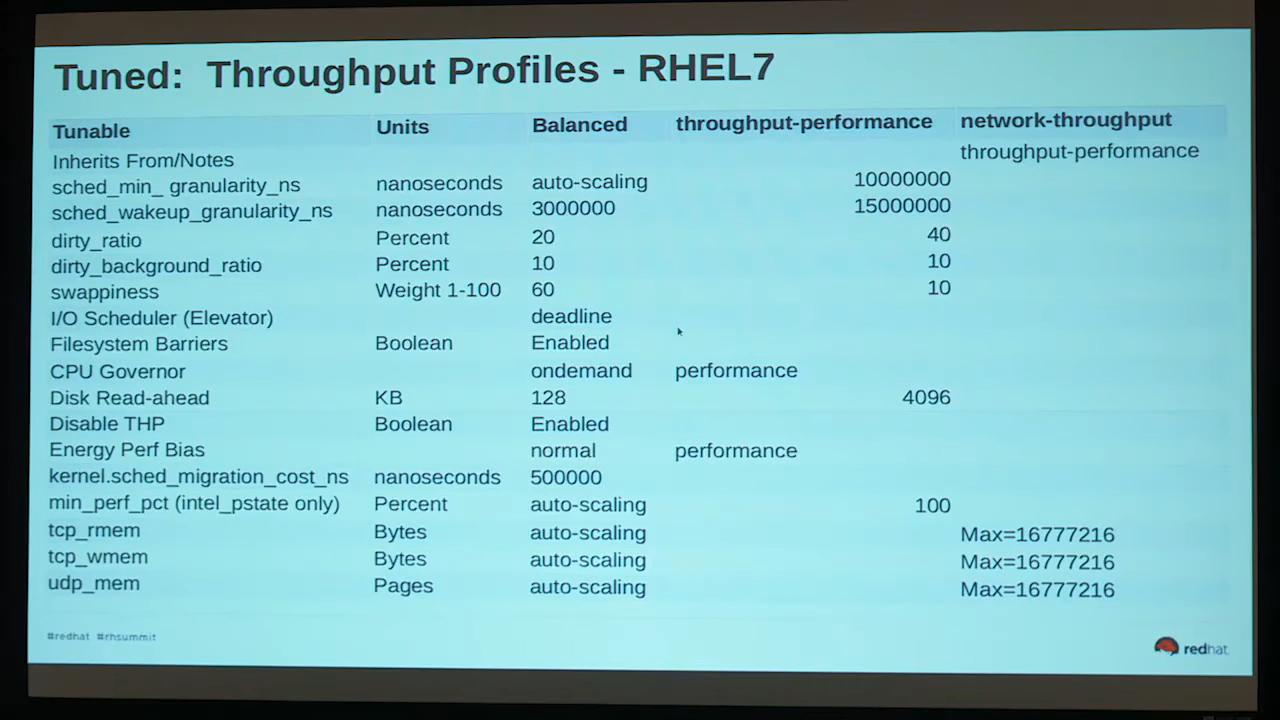 Tuned: Throughput Profiles - RHEL7
Tunable Units Balanced throughput-performance network-throughput
Inherits From/Notes throughput-performance
sched_min_ granularity_ns nanoseconds auto-scaling 10000000
sched_wakeup_granularity_ns nanoseconds 3000000 15000000
dirty_ratio Percent 20 40
dirty_background_ratio Percent 10 10
swappiness Weight 1-100 60 10
I/O Scheduler (Elevator) deadline
Filesystem Barriers Boolean Enabled
CPU Governor ondemand performance
Disk Read-ahead KB 128 4096
Disable THP Boolean Enabled
Energy Perf Bias normal performance
kernel.sched_migration_cost_ns nanoseconds 500000
min_perf_pct (intel_pstate only) Percent auto-scaling 100
tcp_rmem Bytes auto-scaling Max=16777216
tcp_wmem Bytes auto-scaling Max=16777216
udp_mem Pages auto-scaling Max=16777216
#redhat #rhsummit
redhat.